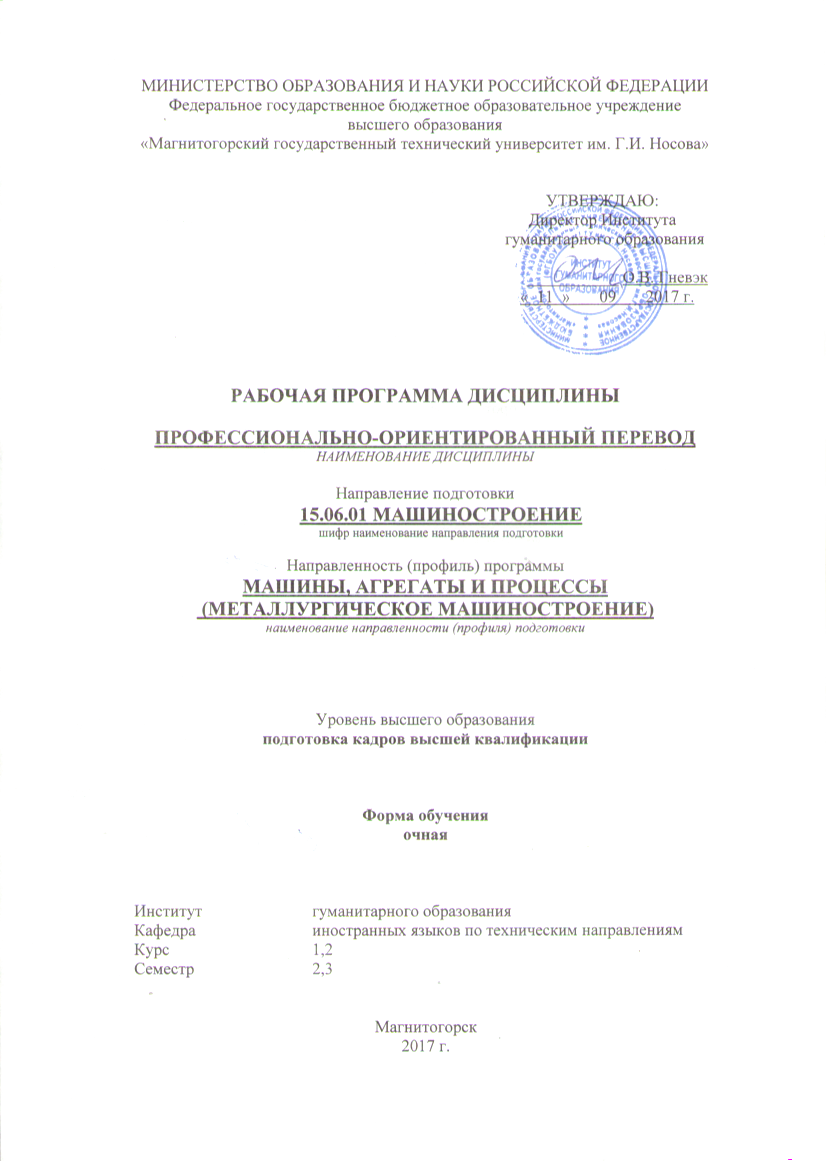 МИНИСТЕРСТВО ОБРАЗОВАНИЯ И НАУКИ РОССИЙСКОЙ ФЕДЕРАЦИИ
Федеральное государственное бюджетное образовательное учреждение
высшего образования
«Магнитогорский государственный технический университет им. Г.И. Носова»
УТВЕРЖДАЮ:
Директор Института
гуманитарного образования
О.В. Гневэк
« 11 » 09 2017 г.
ИНСТИТУТ
ГУМАНИТАРНОГО
ОБРАЗОВАНИЯ
РАБОЧАЯ ПРОГРАММА ДИСЦИПЛИНЫ
ПРОФЕССИОНАЛЬНО-ОРИЕНТИРОВАННЫЙ ПЕРЕВОД
НАИМЕНОВАНИЕ ДИСЦИПЛИНЫ
Направление подготовки
15.06.01 МАШИНОСТРОЕНИЕ
шифр наименование направления подготовки
Направленность (профиль) программы
МАШИНЫ, АГРЕГАТЫ И ПРОЦЕССЫ
(МЕТАЛЛУРГИЧЕСКОЕ МАШИНОСТРОЕНИЕ)
наименование направленности (профиля) подготовки
Уровень высшего образования
подготовка кадров высшей квалификации
Форма обучения
очная
Институт гуманитарного образования
Кафедра иностранных языков по техническим направлениям
Курс 1,2
Семестр 2,3
Магнитогорск
2017 г.